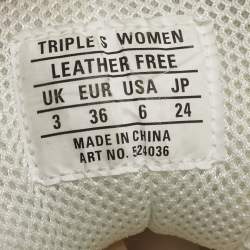 TRIPLE S WOMEN
LEATHER FREE
UK EUR USA JP
3 36 6 24
MADE IN CHINA
ART NO. 524036